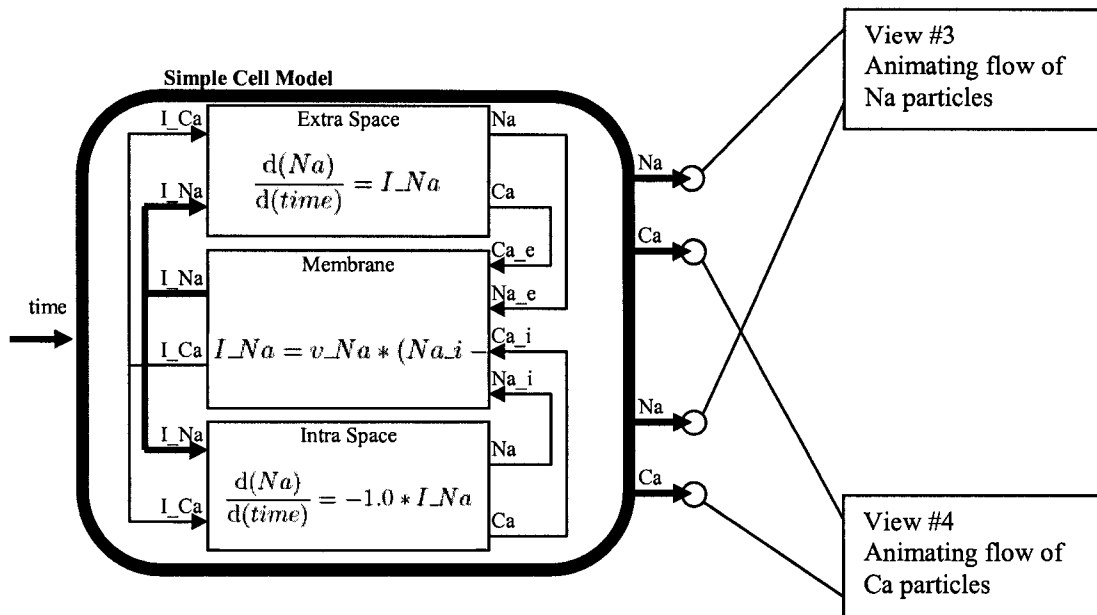 View #3
Animating flow of
Na particles
Simple Cell Model
I_Ca
Extra Space
Na
d(Na)
d(time)
= I_Na
I_Na
Ca
Na
Ca
Ca_e
Na_e
Membrane
I_Na
time
I_Ca
I_Na = v_Na * (Na_i −
Ca_i
Na_i
I_Na
Intra Space
Na
d(Na)
d(time)
= −1.0 * I_Na
I_Ca
Ca
Na
Ca
View #4
Animating flow of
Ca particles